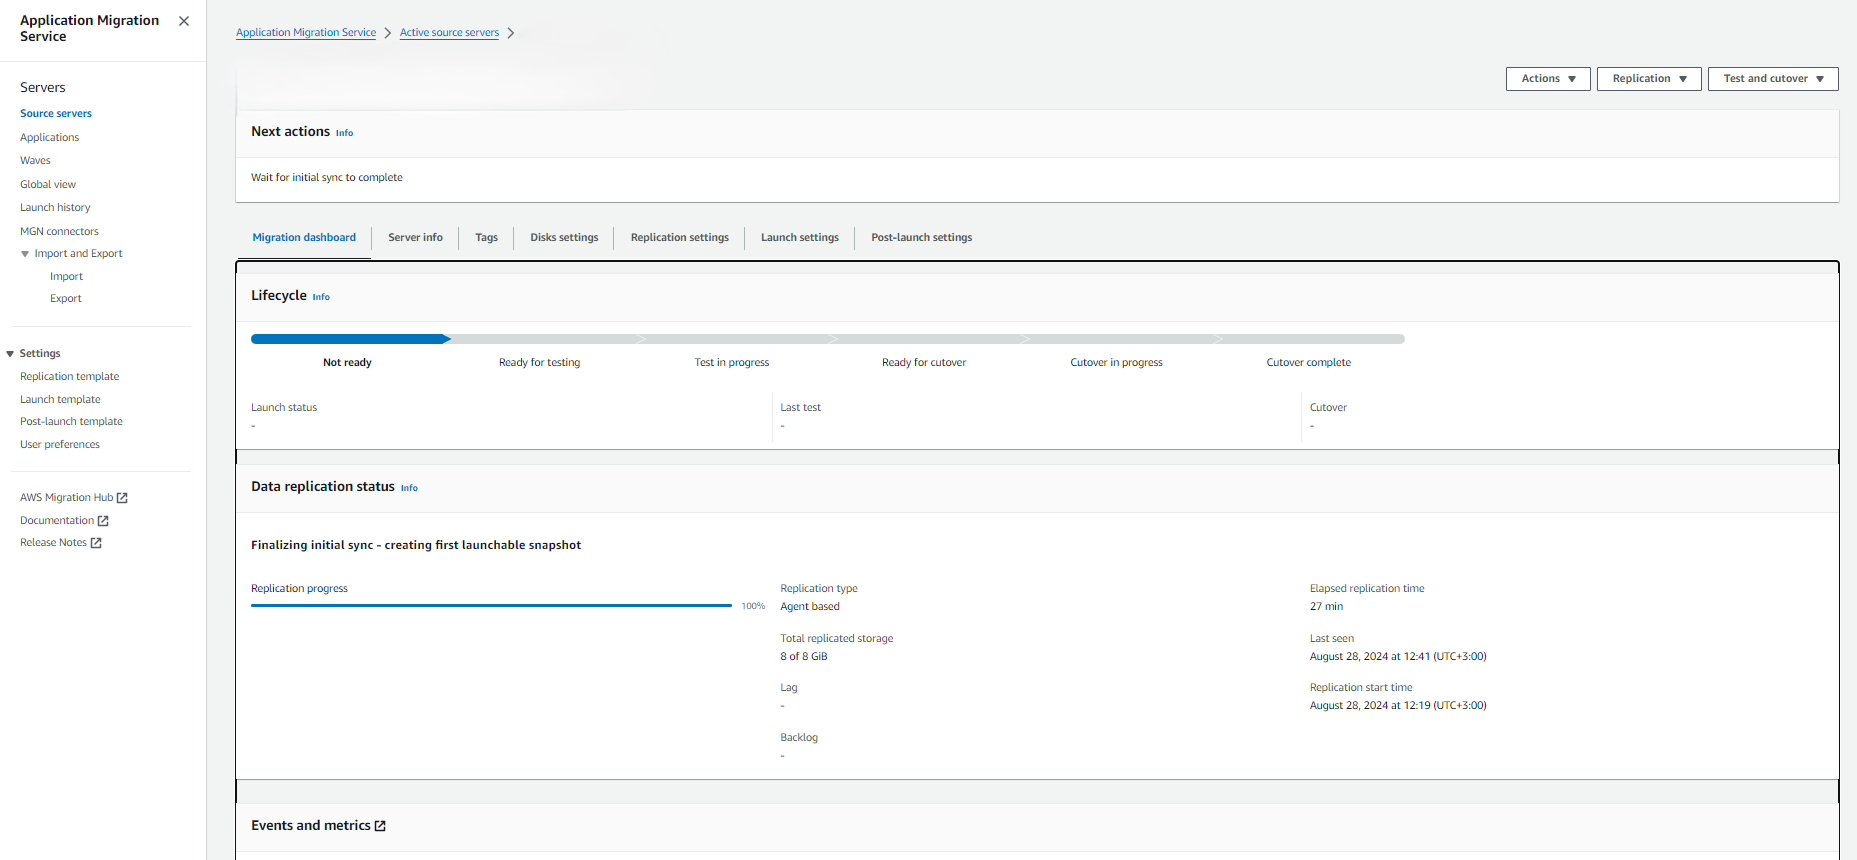 Application Migration Service
Servers
Source servers
Applications
Waves
Global view
Launch history
MGN connectors
Import and Export
Import
Export
Settings
Replication template
Launch template
Post-launch template
User preferences
AWS Migration Hub
Documentation
Release Notes
Application Migration Service > Active source servers >
Actions Replication Test and cutover
Next actions Info
Wait for initial sync to complete
Migration dashboard Server info Tags Disks settings Replication settings Launch settings Post-launch settings
Lifecycle Info
Not ready Ready for testing Test in progress Ready for cutover Cutover in progress Cutover complete
Launch status Last test Cutover
- - -
Data replication status Info
Finalizing initial sync - creating first launchable snapshot
Replication progress
100%
Replication type
Agent based
Total replicated storage
8 of 8 GiB
Lag
-
Backlog
-
Elapsed replication time
27 min
Last seen
August 28, 2024 at 12:41 (UTC+3:00)
Replication start time
August 28, 2024 at 12:19 (UTC+3:00)
Events and metrics